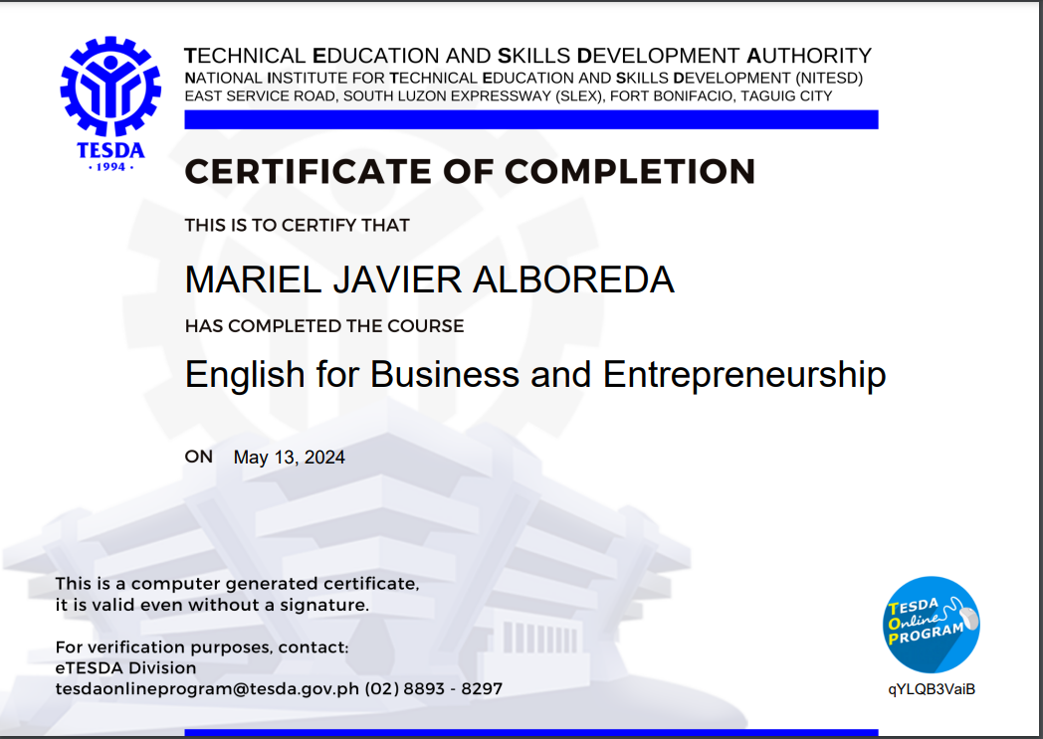 TECHNICAL EDUCATION AND SKILLS DEVELOPMENT AUTHORITY
NATIONAL INSTITUTE FOR TECHNICAL EDUCATION AND SKILLS DEVELOPMENT (NITESD)
EAST SERVICE ROAD, SOUTH LUZON EXPRESSWAY (SLEX), FORT BONIFACIO, TAGUIG CITY
TESDA
· 1994 ·
CERTIFICATE OF COMPLETION
THIS IS TO CERTIFY THAT
MARIEL JAVIER ALBOREDA
HAS COMPLETED THE COURSE
English for Business and Entrepreneurship
ON May 13, 2024
This is a computer generated certificate,
it is valid even without a signature.
For verification purposes, contact:
eTESDA Division
tesdaonlineprogram@tesda.gov.ph (02) 8893 - 8297
TESDA
Online
PROGRAM
qYLQB3VaiB